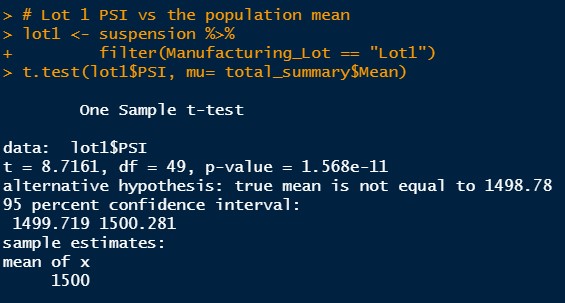 > # Lot 1 PSI vs the population mean
> lot1 <- suspension %>%
+         filter(Manufacturing_Lot == "Lot1")
> t.test(lot1$PSI, mu= total_summary$Mean)
One Sample t-test
data:  lot1$PSI
t = 8.7161, df = 49, p-value = 1.568e-11
alternative hypothesis: true mean is not equal to 1498.78
95 percent confidence interval:
 1499.719 1500.281
sample estimates:
mean of x
     1500